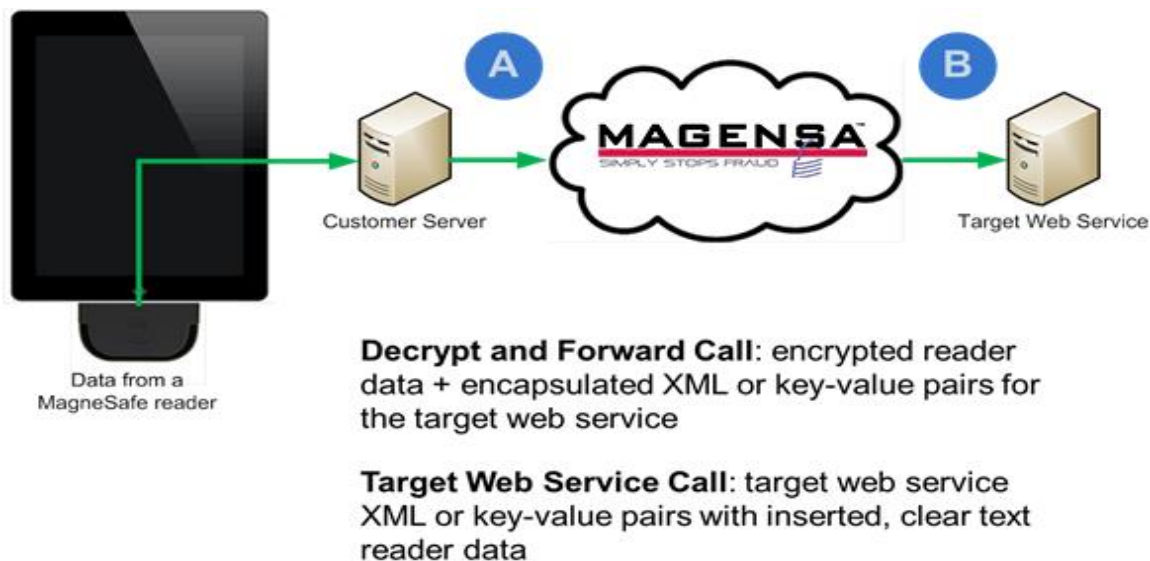 A
B
MAGENSA™
SIMPLY STOPS FRAUD
Customer Server
Target Web Service
Data from a
MagneSafe reader
Decrypt and Forward Call: encrypted reader
data + encapsulated XML or key-value pairs for
the target web service
Target Web Service Call: target web service
XML or key-value pairs with inserted, clear text
reader data